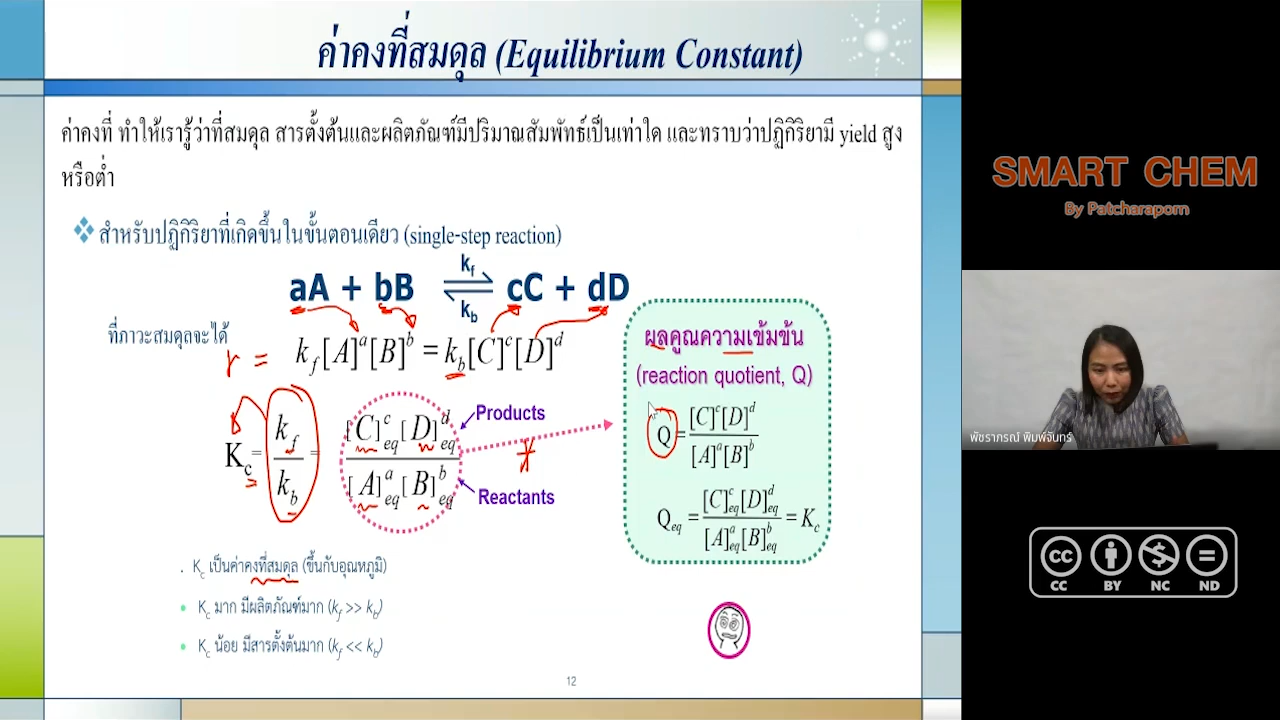 ค่าคงที่สมดุล (Equilibrium Constant)
ค่าคงที่ ทำให้เรารู้ว่าที่สมดุล สารตั้งต้นและผลิตภัณฑ์มีปริมาณสัมพัทธ์เป็นเท่าใด และทราบว่าปฏิกิริยามี yield สูง
หรือต่ำ
❖ สำหรับปฏิกิริยาที่เกิดขึ้นในขั้นตอนเดียว (single-step reaction)
aA + bB ⇌ cC + dD
k_f
k_b
ที่ภาวะสมดุลจะได้
r =
k_f[A]^a[B]^b = k_b[C]^c[D]^d
K_c = k_f / k_b = [C]_eq^c[D]_eq^d / [A]_eq^a[B]_eq^b
Products
Reactants
. K_c เป็นค่าคงที่สมดุล (ขึ้นกับอุณหภูมิ)
• K_c มาก มีผลิตภัณฑ์มาก (k_f >> k_b)
• K_c น้อย มีสารตั้งต้นมาก (k_f << k_b)
ผลคูณความเข้มข้น
(reaction quotient, Q)
Q = [C]^c[D]^d / [A]^a[B]^b
Q_eq = [C]_eq^c[D]_eq^d / [A]_eq^a[B]_eq^b = K_c
12
SMART CHEM
By Patcharaporn
พัชราภรณ์ พิมพ์จันทร์
CC BY NC ND